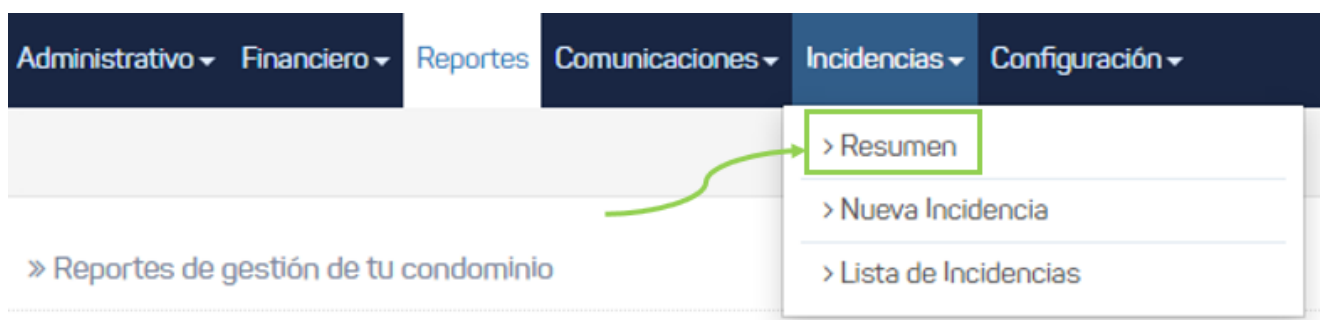 Administrativo Financiero Reportes Comunicaciones Incidencias Configuración
> Resumen
> Nueva Incidencia
» Reportes de gestión de tu condominio
> Lista de Incidencias